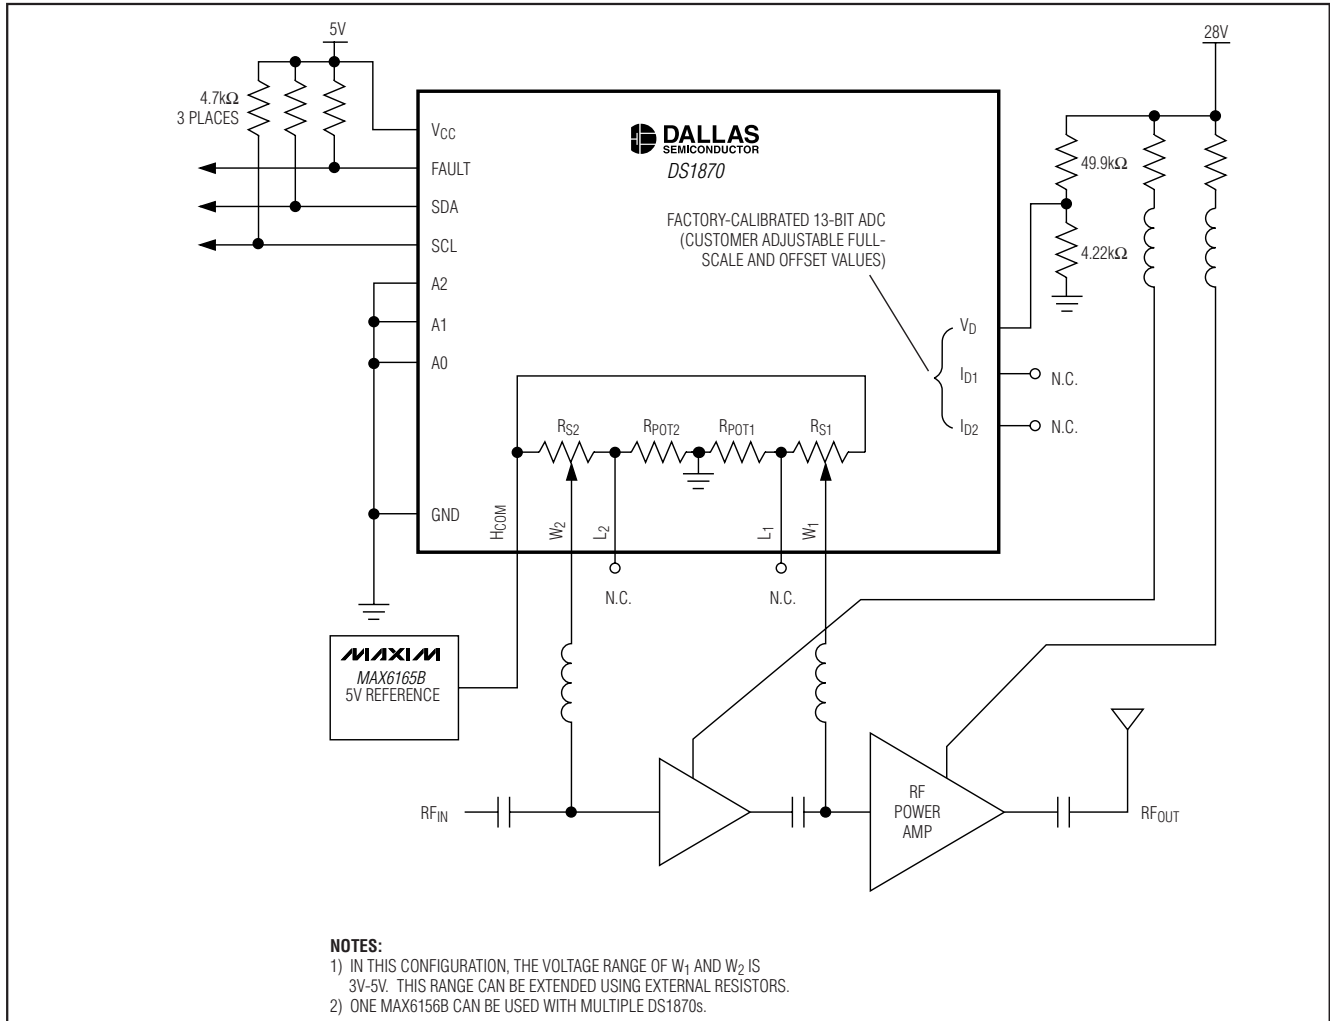 5V
28V
4.7kΩ
3 PLACES
VCC
FAULT
SDA
SCL
A2
A1
A0
GND
DALLAS
SEMICONDUCTOR
DS1870
FACTORY-CALIBRATED 13-BIT ADC
(CUSTOMER ADJUSTABLE FULL-
SCALE AND OFFSET VALUES)
49.9kΩ
4.22kΩ
VD
ID1
N.C.
ID2
N.C.
RS2
RPOT2
RPOT1
RS1
HCOM
W2
L2
L1
W1
N.C.
N.C.
MAXIM
MAX6165B
5V REFERENCE
RFIN
RF
POWER
AMP
RFOUT
NOTES:
1) IN THIS CONFIGURATION, THE VOLTAGE RANGE OF W1 AND W2 IS
3V-5V. THIS RANGE CAN BE EXTENDED USING EXTERNAL RESISTORS.
2) ONE MAX6156B CAN BE USED WITH MULTIPLE DS1870s.